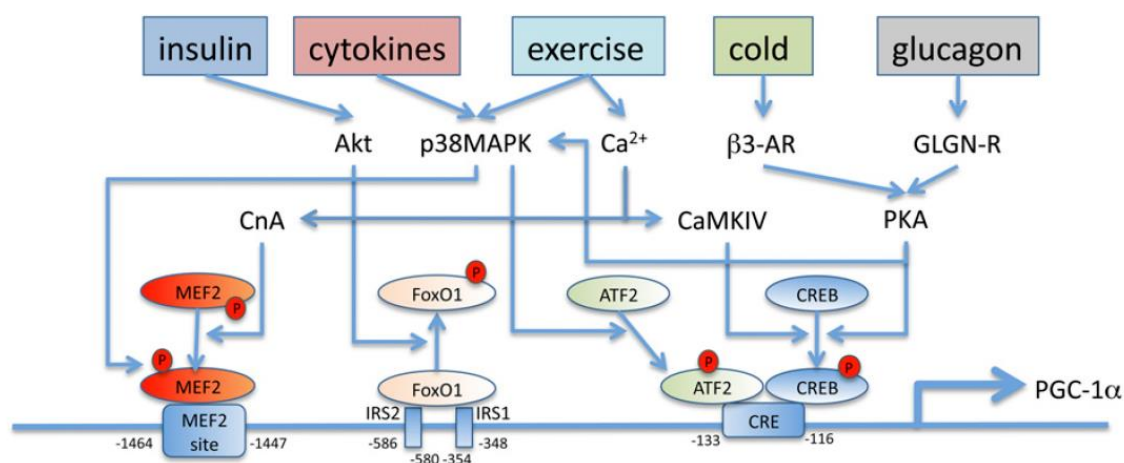 insulin cytokines exercise cold glucagon
Akt p38MAPK Ca²⁺ β3-AR GLGN-R
CnA CaMKIV PKA
MEF2 P FoxO1 P ATF2 CREB
P MEF2 FoxO1 P ATF2 CREB P
IRS2 IRS1 PGC-1α
-1464 MEF2 site -1447 -586 -580 -354 -348 -133 CRE -116